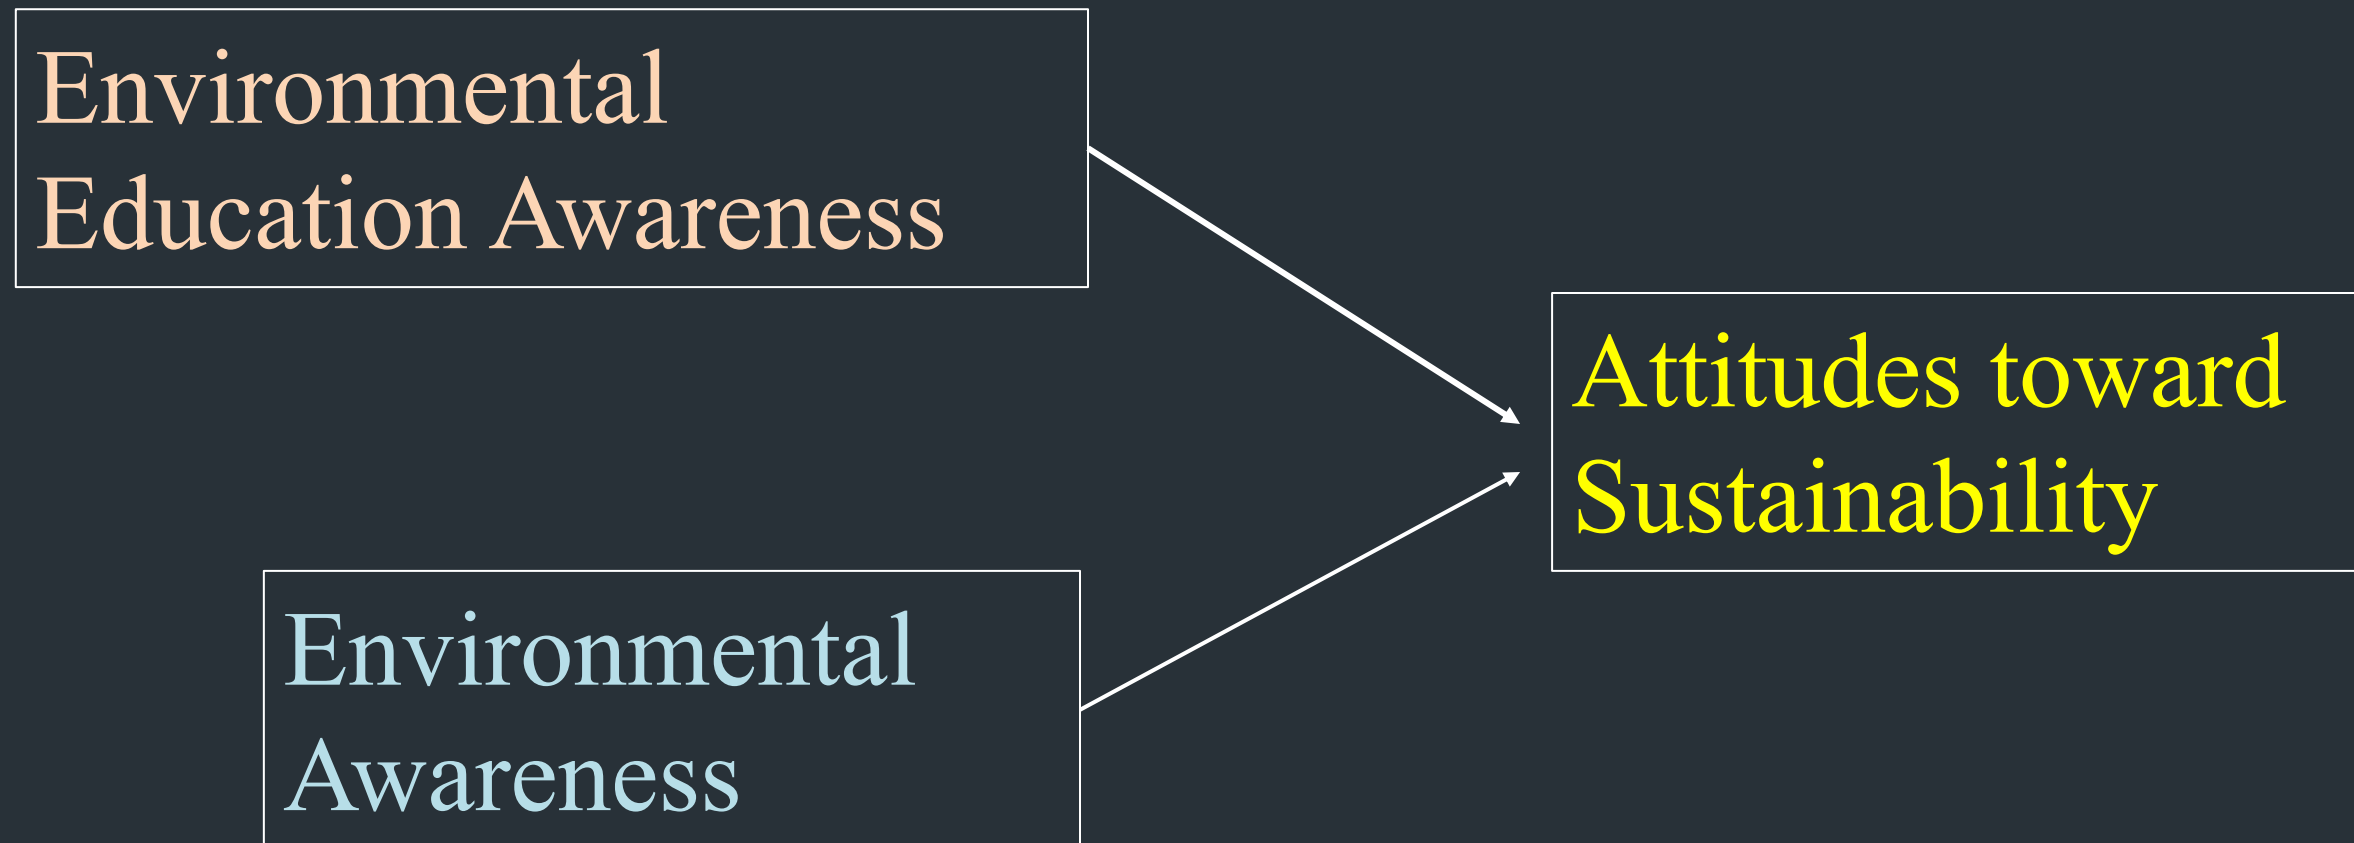 Environmental
Education Awareness
Attitudes toward
Sustainability
Environmental
Awareness